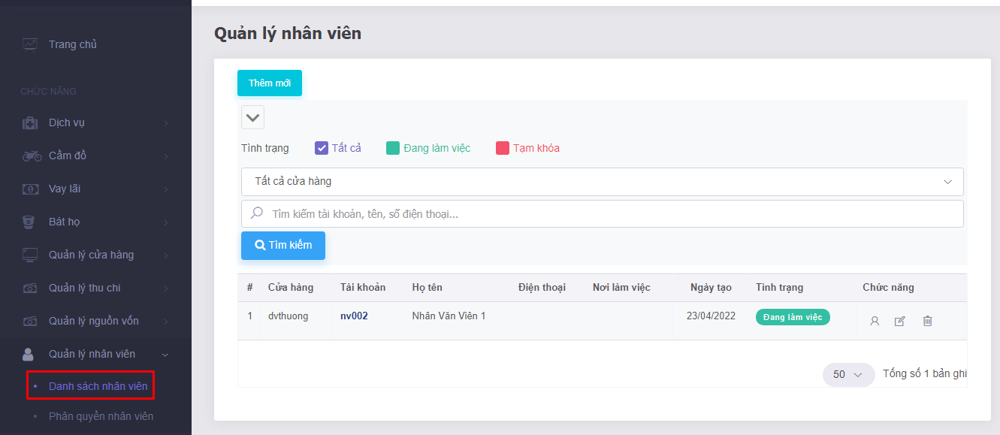 Trang chủ
CHỨC NĂNG
Dịch vụ
Cầm đồ
Vay lãi
Bát họ
Quản lý cửa hàng
Quản lý thu chi
Quản lý nguồn vốn
Quản lý nhân viên
Danh sách nhân viên
Phân quyền nhân viên
Quản lý nhân viên
Thêm mới
Tình trạng Tất cả Đang làm việc Tạm khóa
Tất cả cửa hàng
Tìm kiếm tài khoản, tên, số điện thoại...
Tìm kiếm
# Cửa hàng Tài khoản Họ tên Điện thoại Nơi làm việc Ngày tạo Tình trạng Chức năng
1 dvthuong nv002 Nhân Văn Viên 1 23/04/2022 Đang làm việc
50 Tổng số 1 bản ghi